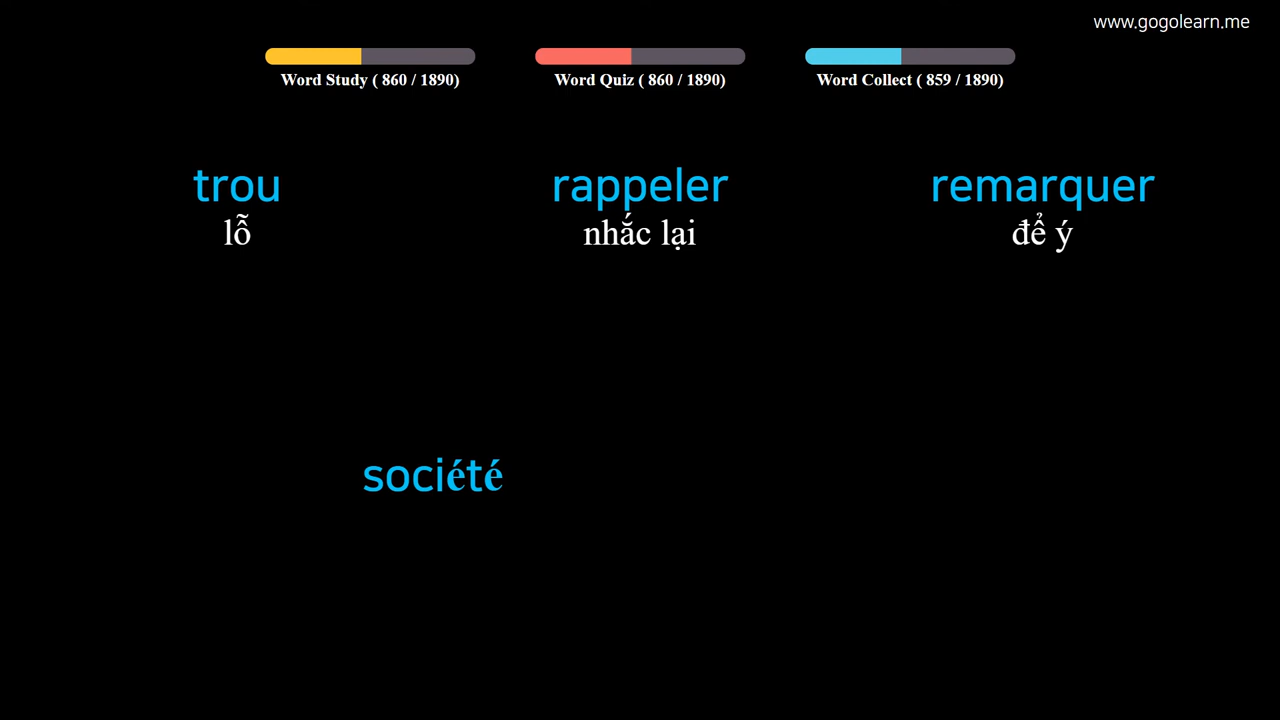 www.gogolearn.me
Word Study ( 860 / 1890)
Word Quiz ( 860 / 1890)
Word Collect ( 859 / 1890)
trou
lỗ
rappeler
nhắc lại
remarquer
để ý
société